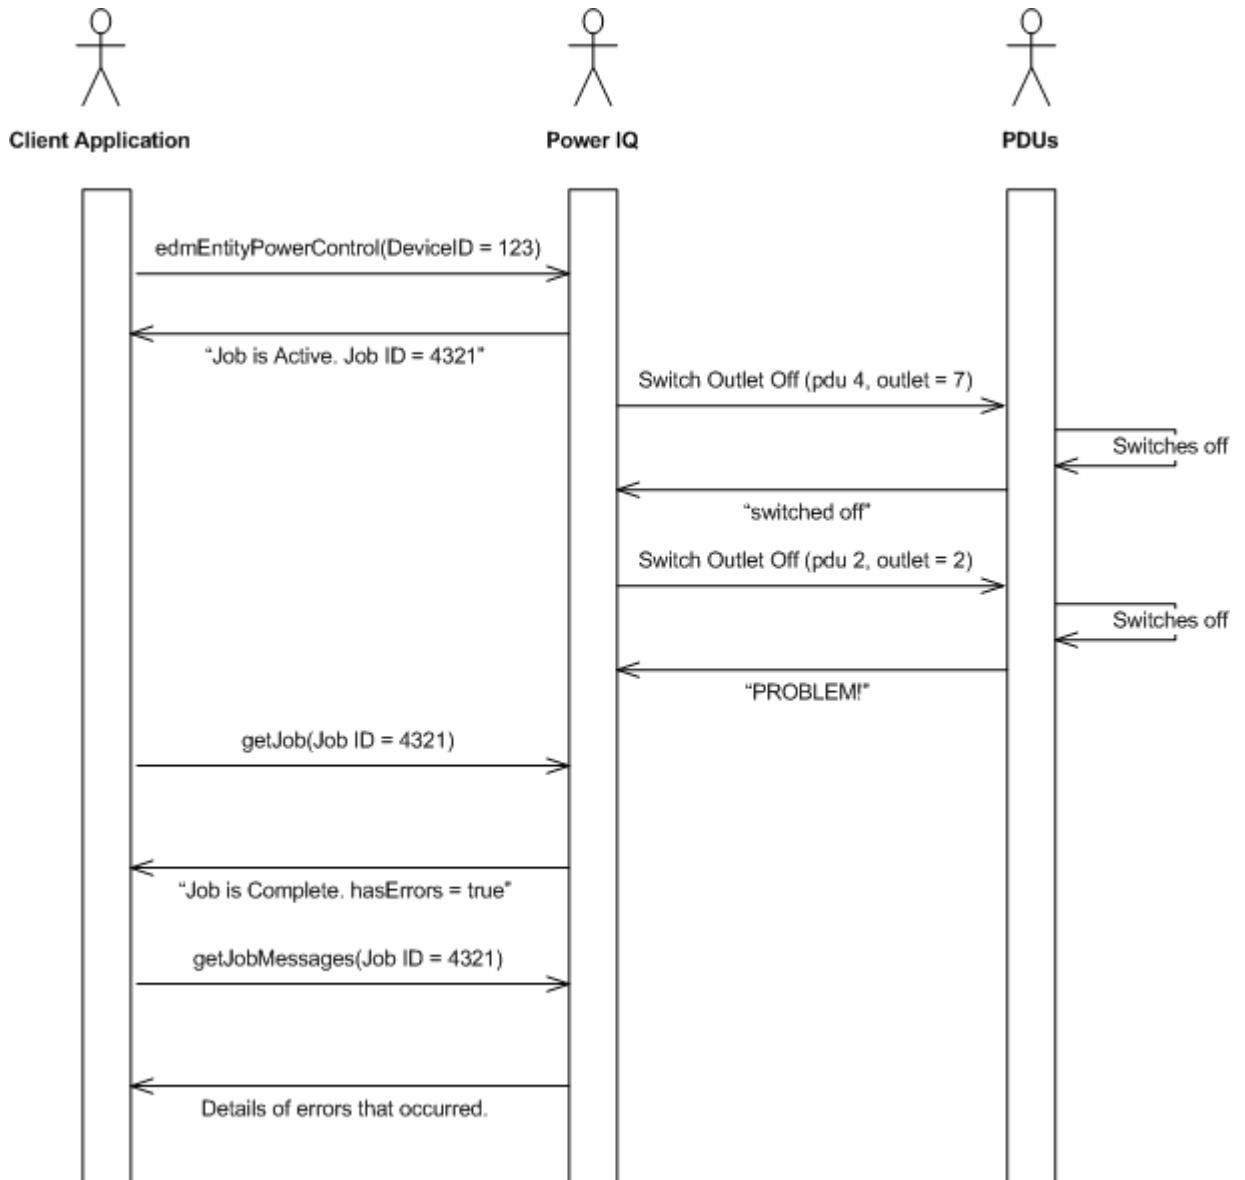 Client Application
Power IQ
PDUs
edmEntityPowerControl(DeviceID = 123)
“Job is Active. Job ID = 4321”
Switch Outlet Off (pdu 4, outlet = 7)
Switches off
“switched off”
Switch Outlet Off (pdu 2, outlet = 2)
Switches off
“PROBLEM!”
getJob(Job ID = 4321)
“Job is Complete. hasErrors = true”
getJobMessages(Job ID = 4321)
Details of errors that occurred.